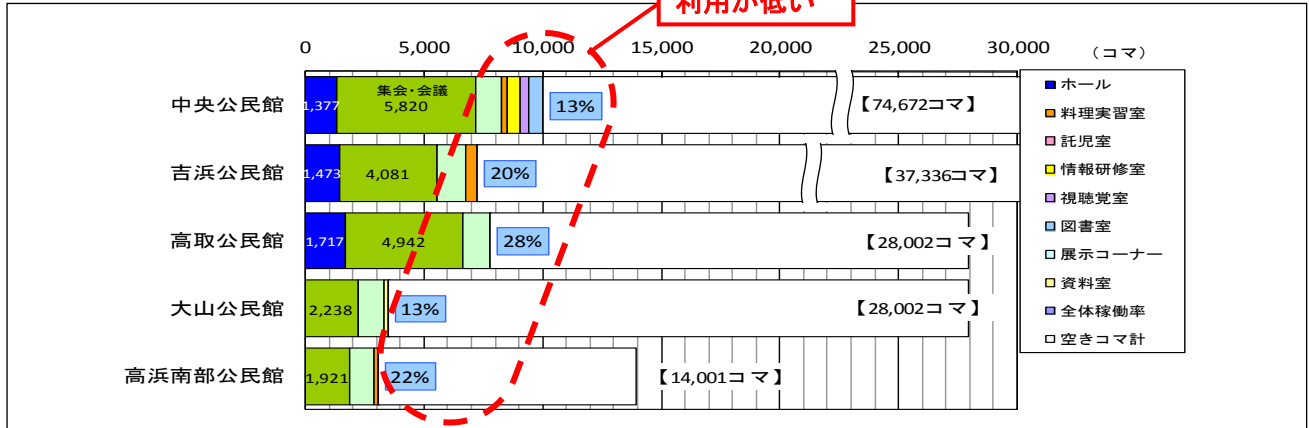 利用が低い
0 5,000 10,000 15,000 20,000 25,000 30,000 （コマ）
中央公民館 1,377 集会・会議 5,820 13% 【74,672コマ】
吉浜公民館 1,473 4,081 20% 【37,336コマ】
高取公民館 1,717 4,942 28% 【28,002コマ】
大山公民館 2,238 13% 【28,002コマ】
高浜南部公民館 1,921 22% 【14,001コマ】
ホール
料理実習室
託児室
情報研修室
視聴覚室
図書室
展示コーナー
資料室
全体稼働率
空きコマ計